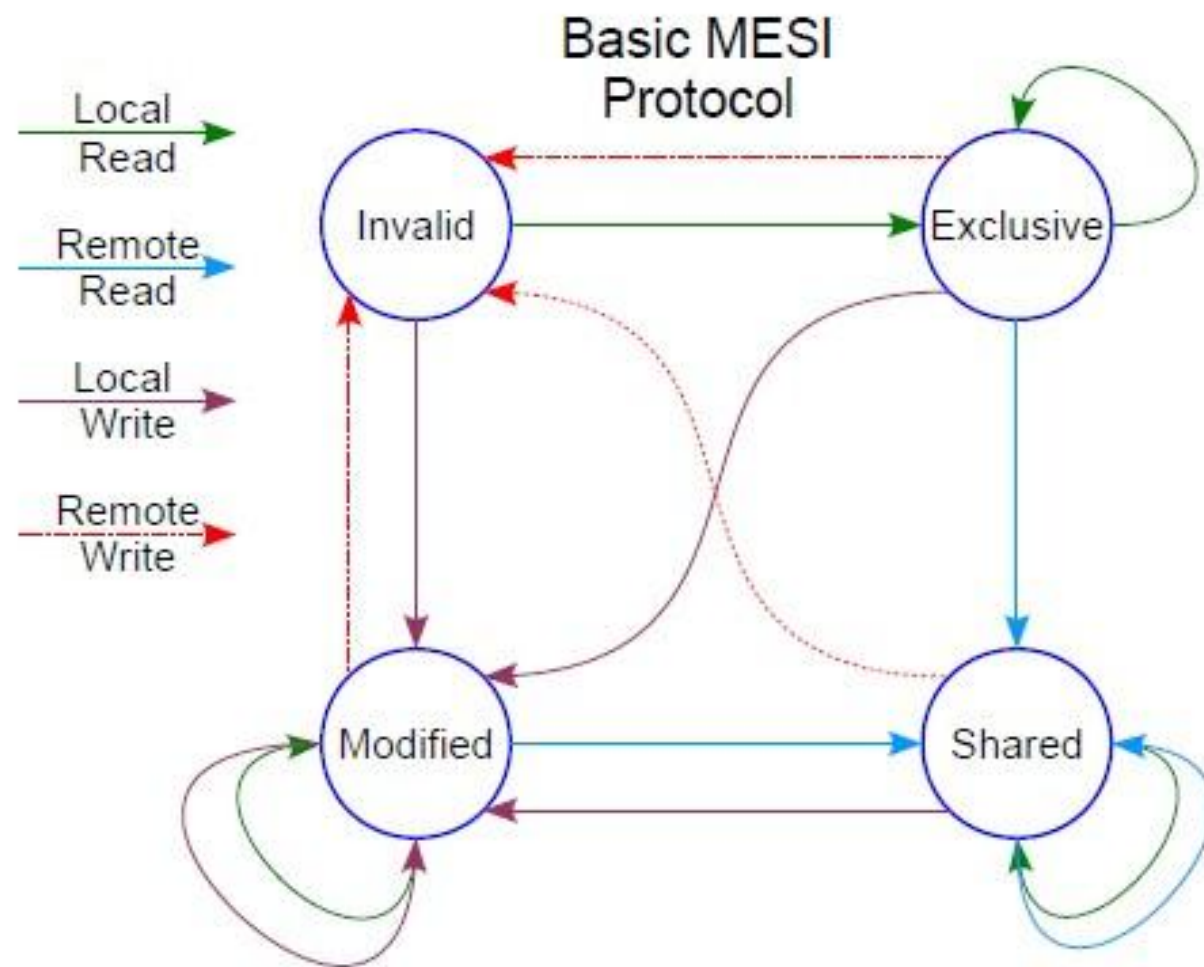 Basic MESI
Protocol
Local
Read
Remote
Read
Local
Write
Remote
Write
Invalid
Exclusive
Modified
Shared